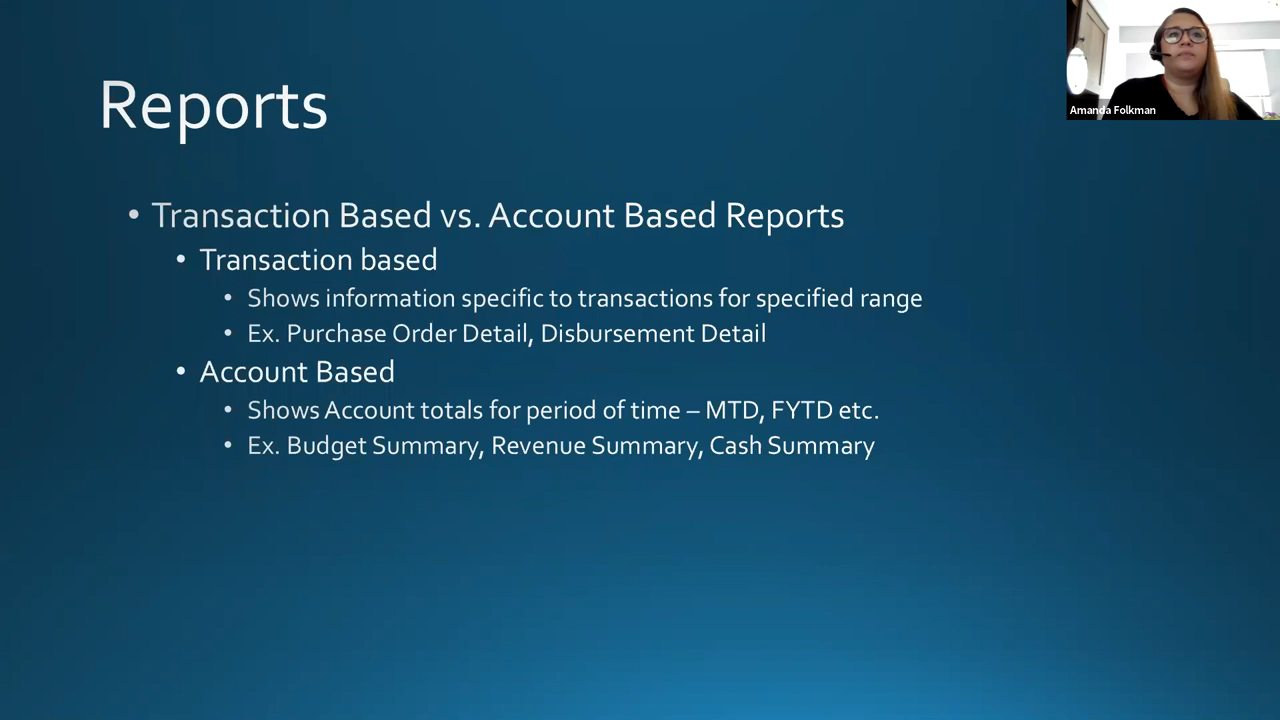 Reports
Amanda Folkman
• Transaction Based vs. Account Based Reports
• Transaction based
• Shows information specific to transactions for specified range
• Ex. Purchase Order Detail, Disbursement Detail
• Account Based
• Shows Account totals for period of time – MTD, FYTD etc.
• Ex. Budget Summary, Revenue Summary, Cash Summary